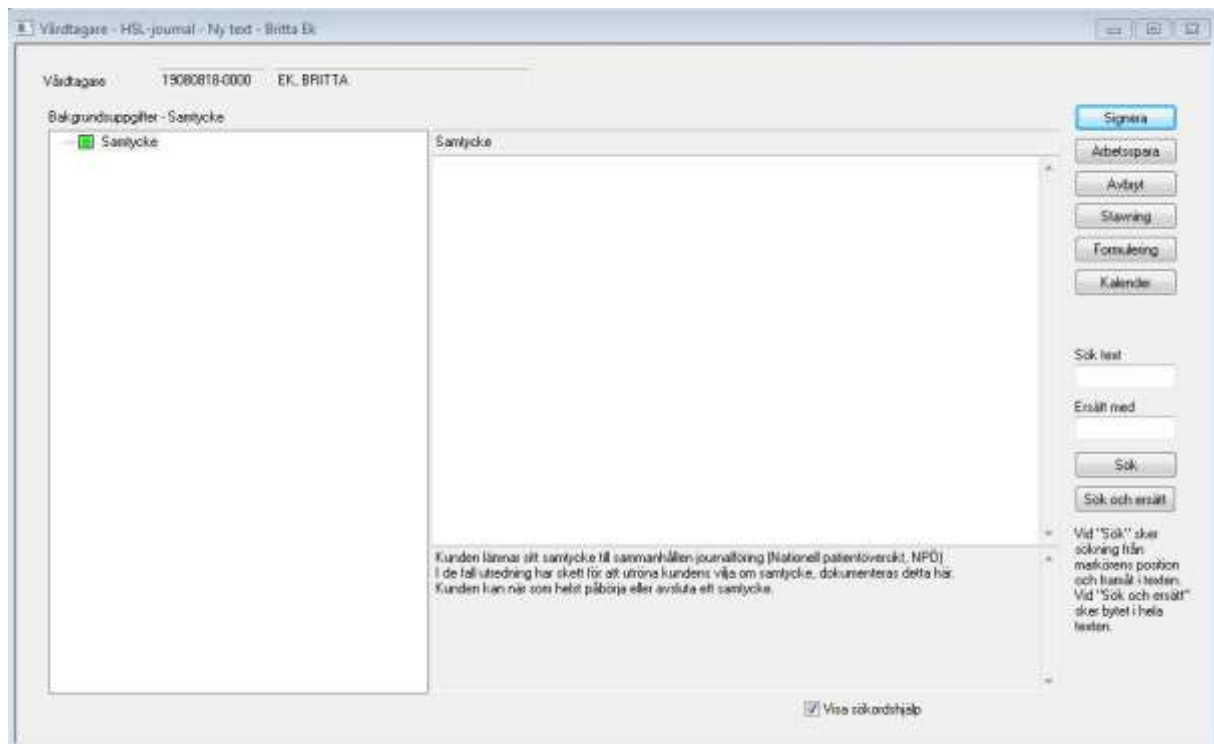 Vårdtagare - HSL-journal - Ny text - Britta Ek
Vårdtagare 19080818-0000 EK, BRITTA
Bakgrundsuppgifter - Samtycke
Samtycke
Samtycke
Kunden lämnar sitt samtycke till sammanhållen journalföring (Nationell patientöversikt, NPÖ)
I de fall utredning har skett för att utröna kundens vilja om samtycke, dokumenteras detta här.
Kunden kan när som helst påbörja eller avsluta ett samtycke.
Visa sökordshjälp
Signera
Arbetsspara
Avbryt
Stavning
Formulering
Kalender
Sök text
Ersätt med
Sök
Sök och ersätt
Vid "Sök" sker
sökning från
markörens position
och framåt i texten.
Vid "Sök och ersätt"
sker bytet i hela
texten.